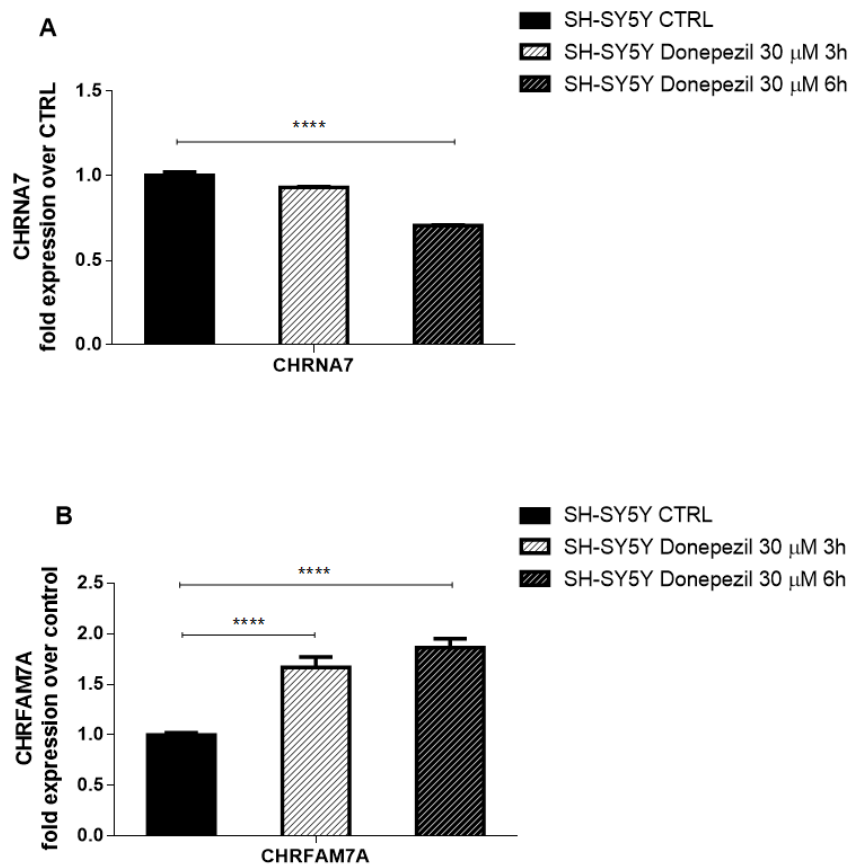 A
SH-SY5Y CTRL
SH-SY5Y Donepezil 30 μM 3h
SH-SY5Y Donepezil 30 μM 6h
CHRNA7
fold expression over CTRL
1.5
1.0
0.5
0.0
****
CHRNA7
B
SH-SY5Y CTRL
SH-SY5Y Donepezil 30 μM 3h
SH-SY5Y Donepezil 30 μM 6h
CHRFAM7A
fold expression over control
2.5
2.0
1.5
1.0
0.5
0.0
****
****
CHRFAM7A